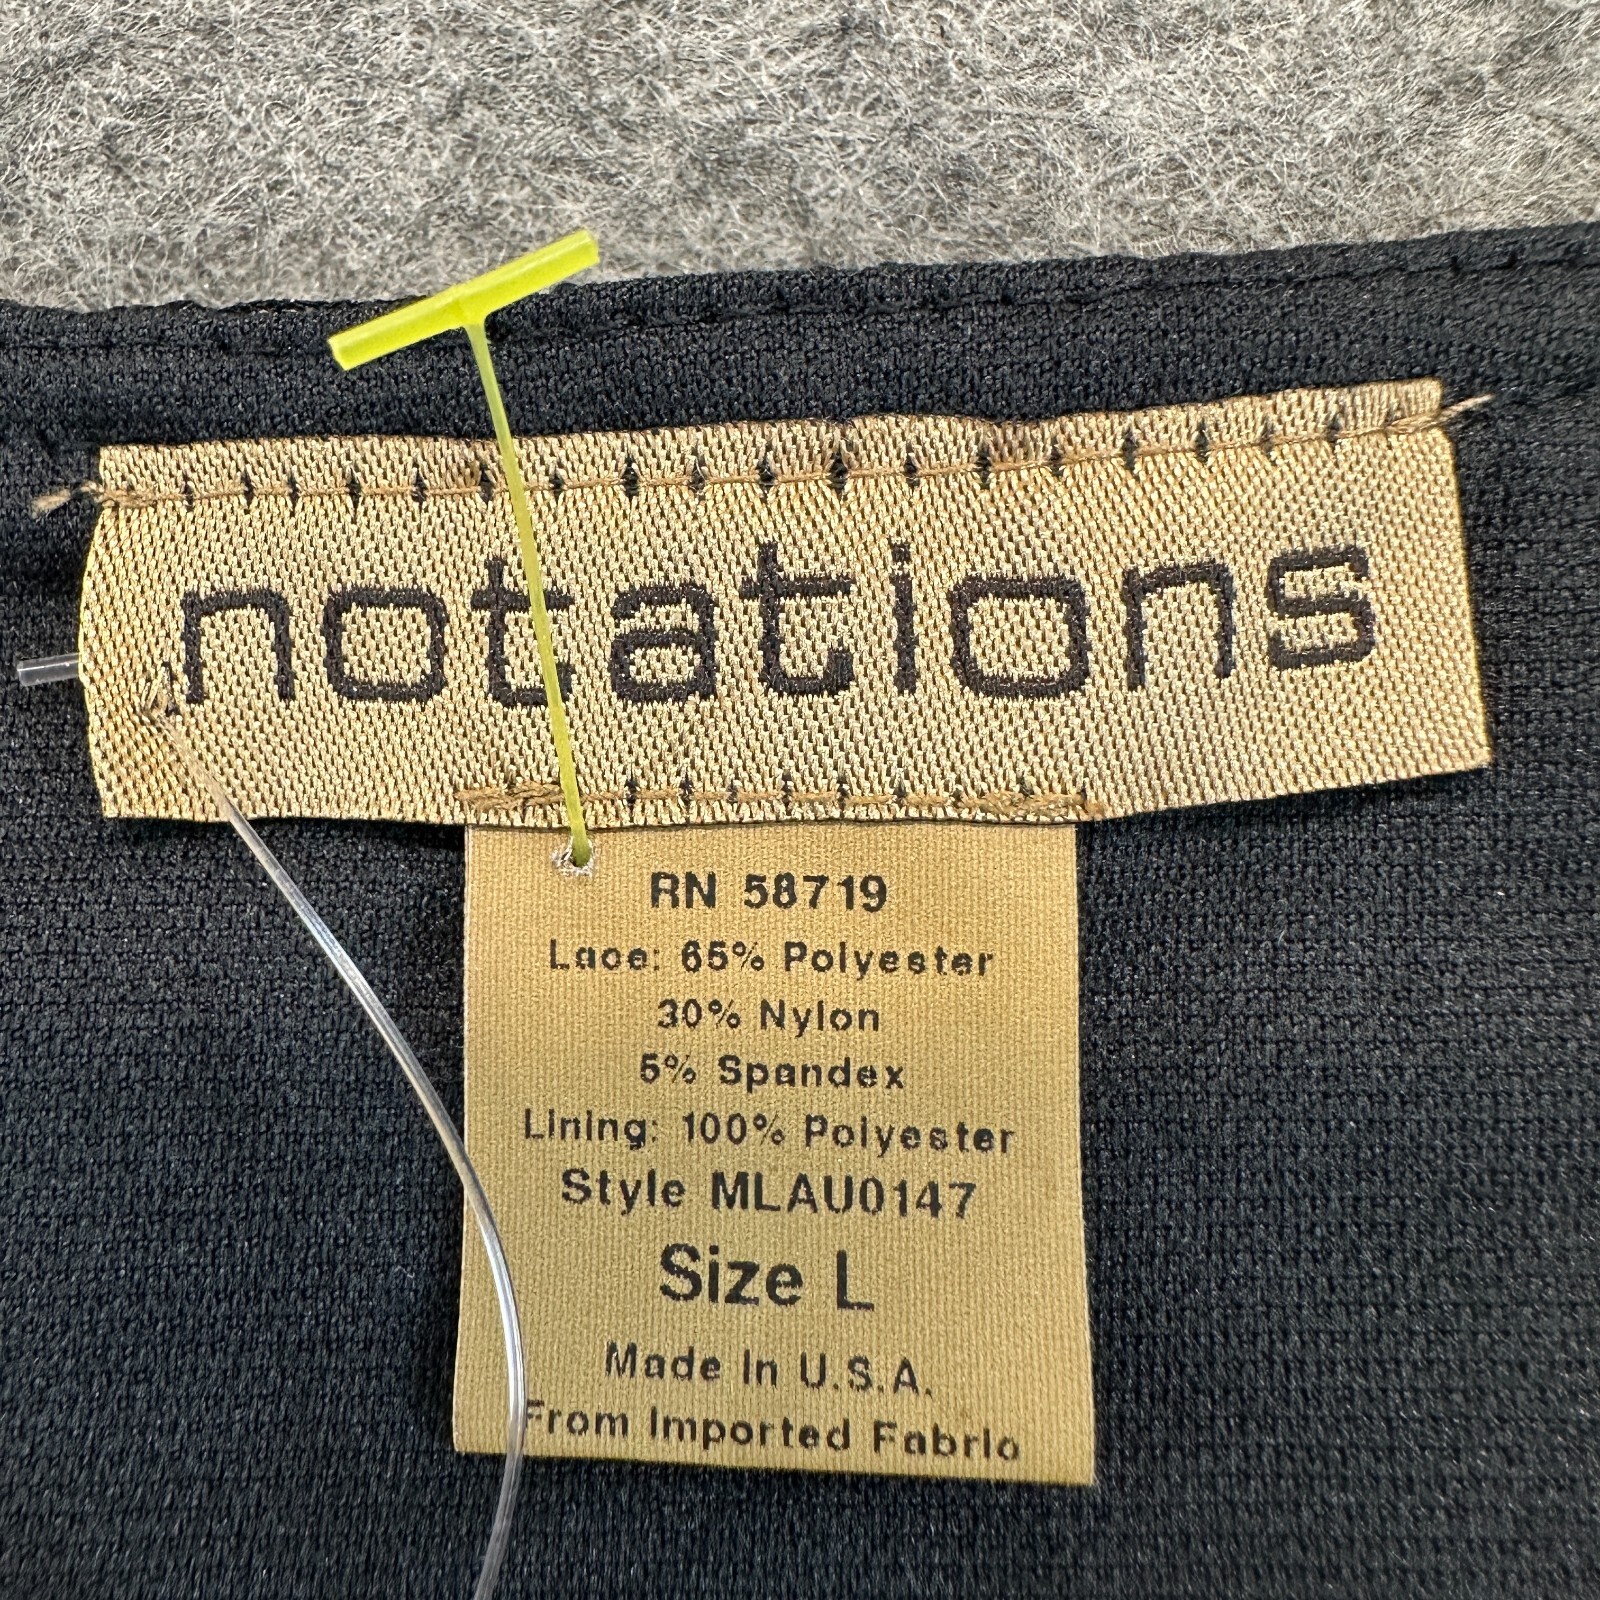 notations
RN 58719
Lace: 65% Polyester
30% Nylon
5% Spandex
Lining: 100% Polyester
Style MLAU0147
Size L
Made In U.S.A.
From Imported Fabric